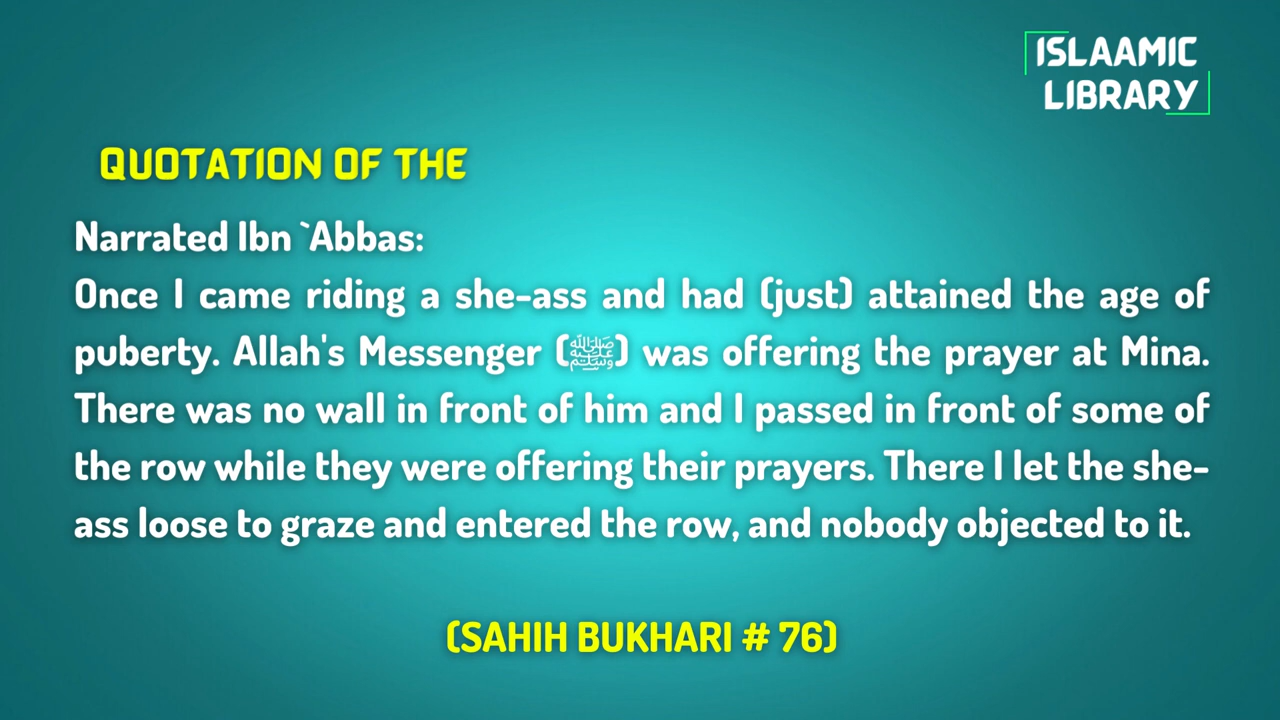 ISLAAMIC
LIBRARY
QUOTATION OF THE
Narrated Ibn `Abbas:
Once I came riding a she-ass and had (just) attained the age of
puberty. Allah's Messenger (ﷺ) was offering the prayer at Mina.
There was no wall in front of him and I passed in front of some of
the row while they were offering their prayers. There I let the she-
ass loose to graze and entered the row, and nobody objected to it.
(SAHIH BUKHARI # 76)